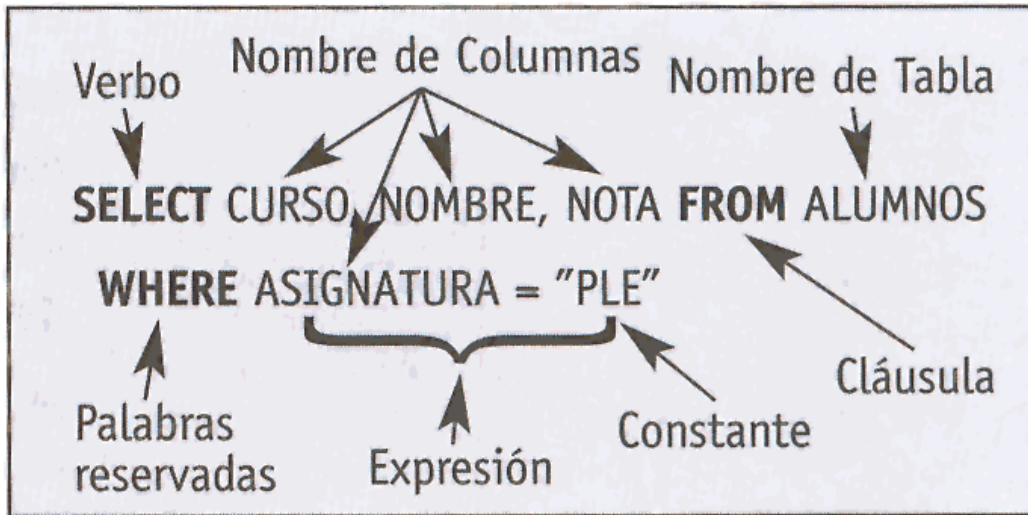 Verbo
Nombre de Columnas
Nombre de Tabla
SELECT CURSO, NOMBRE, NOTA FROM ALUMNOS
WHERE ASIGNATURA = "PLE"
Palabras
reservadas
Expresión
Constante
Cláusula